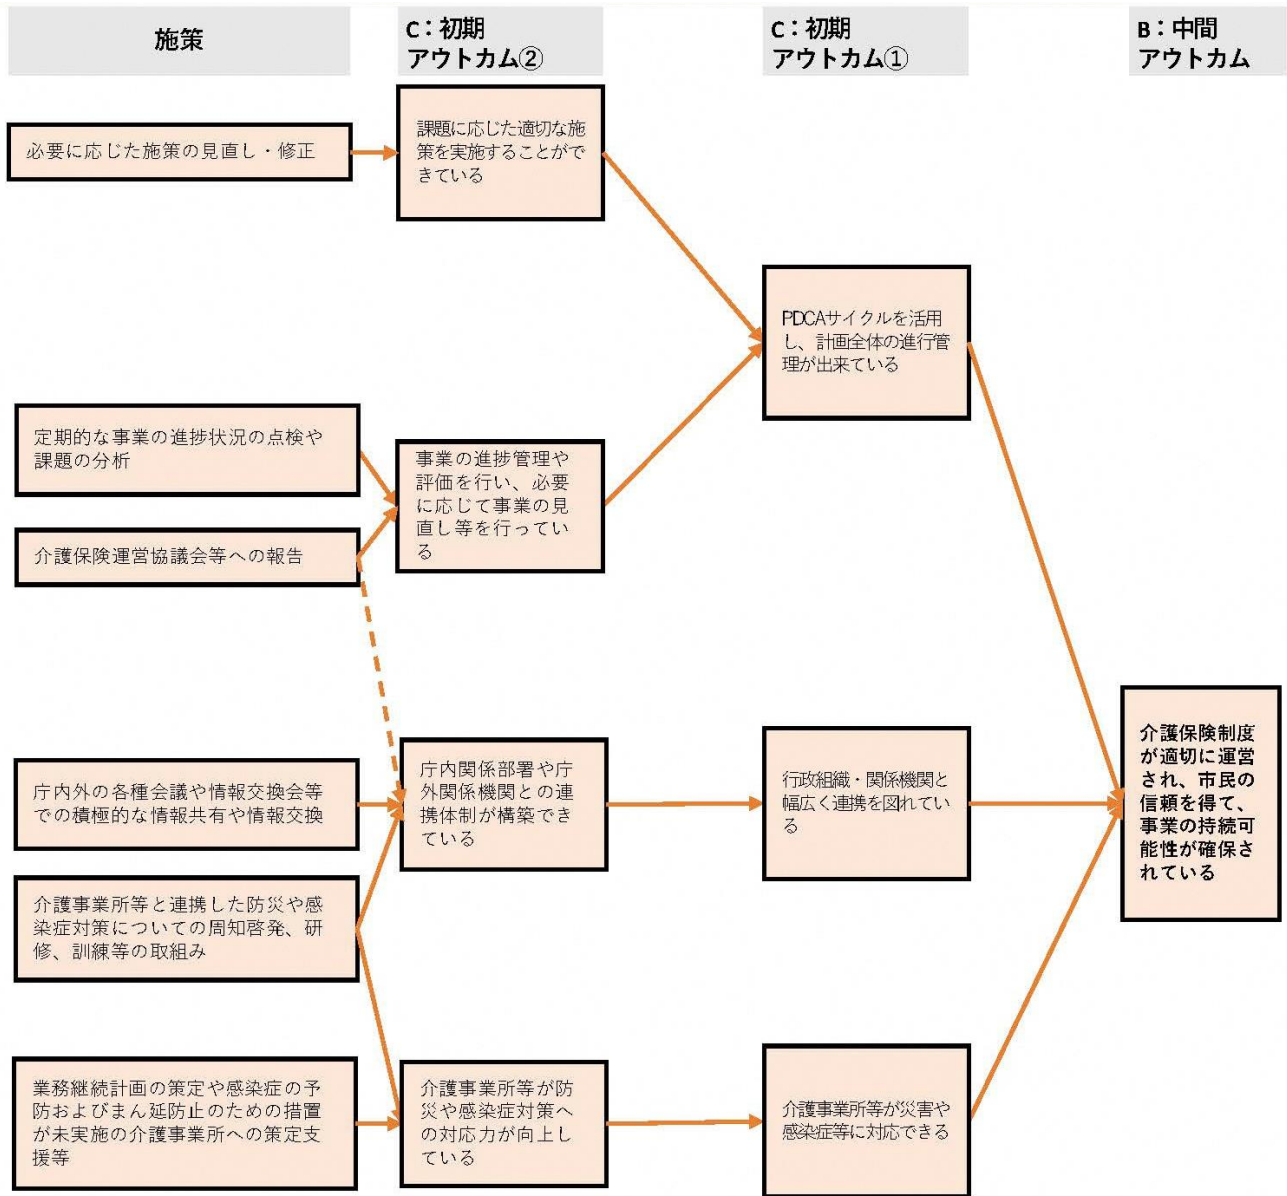 施策
C：初期
アウトカム②
C：初期
アウトカム①
B：中間
アウトカム
必要に応じた施策の見直し・修正
課題に応じた適切な施
策を実施することがで
きている
PDCAサイクルを活用
し、計画全体の進行管
理が出来ている
定期的な事業の進捗状況の点検や
課題の分析
介護保険運営協議会等への報告
事業の進捗管理や
評価を行い、必要
に応じて事業の見
直し等を行ってい
る
庁内外の各種会議や情報交換会等
での積極的な情報共有や情報交換
庁内関係部署や庁
外関係機関との連
携体制が構築でき
ている
行政組織・関係機関と
幅広く連携を図れてい
る
介護保険制度
が適切に運営
され、市民の
信頼を得て、
事業の持続可
能性が確保さ
れている
介護事業所等と連携した防災や感
染症対策についての周知啓発、研
修、訓練等の取組み
業務継続計画の策定や感染症の予
防およびまん延防止のための措置
が未実施の介護事業所への策定支
援等
介護事業所等が防
災や感染症対策へ
の対応力が向上し
ている
介護事業所等が災害や
感染症等に対応できる